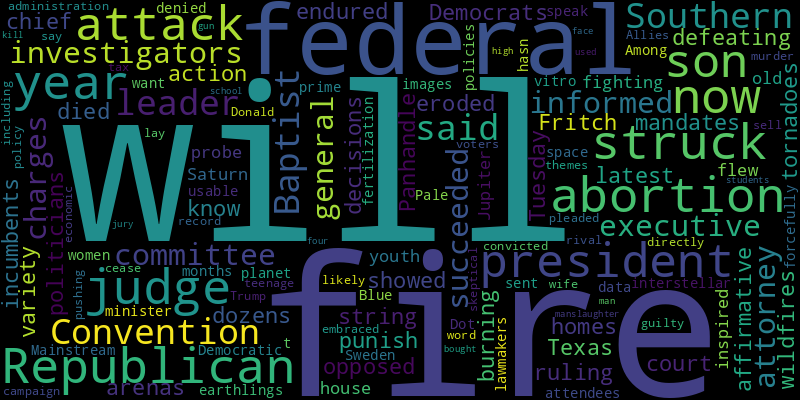 administration
denied
endured
Democrats
speak
Southern
chief
attack
federal
kill
say
gun
Allies
face
policies
high
hasn
defeating
investigators
Among
used
murder
action
son
year
tax
want
prime
images
vitro
fighting
old
now
school
leader
eroded
informed
died
Donald
including
policy
charges
lay
Baptist
general
decisions
fertilization
Panhandle
said
voters
Fritch
mandates
tornadoes
struck
probe
Saturn
usable
know
Will
space
themes
latest
sell
Jupiter
Tuesday
Pale
flew
students
abortion
politicians
economic
record
jury
four
pleaded
rival
executive
forcefully
incumbents
variety
women
committee
youth
succeeded
convicted
directly
president
cease
months
planet
showed
skeptical
judge
pushing
teenage
likely
fire
sent
wife
data
interstellar
attorney
Trump
Blue
man
minister
dozens
string
embraced
Dot
word
manslaughter
homes
inspired
affirmative
wildfires
Convention
punish
burning
lawmakers
guilty
Mainstream
Democratic
t
Sweden
bought
Texas
court
Republican
opposed
ruling
campaign
arenas
earthlings
house
attendees